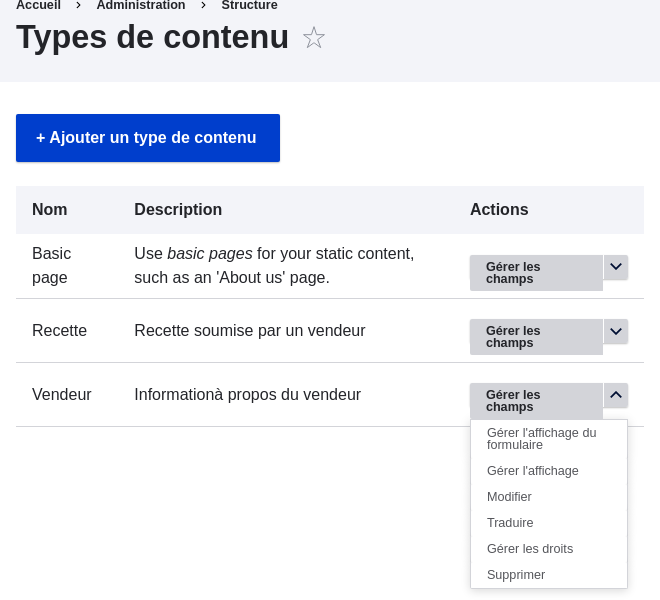 Accueil > Administration > Structure
Types de contenu ☆
+ Ajouter un type de contenu
Nom Description Actions
Basic page Use basic pages for your static content, such as an 'About us' page. Gérer les champs
Recette Recette soumise par un vendeur Gérer les champs
Vendeur Informationà propos du vendeur Gérer les champs
Gérer l'affichage du
formulaire
Gérer l'affichage
Modifier
Traduire
Gérer les droits
Supprimer